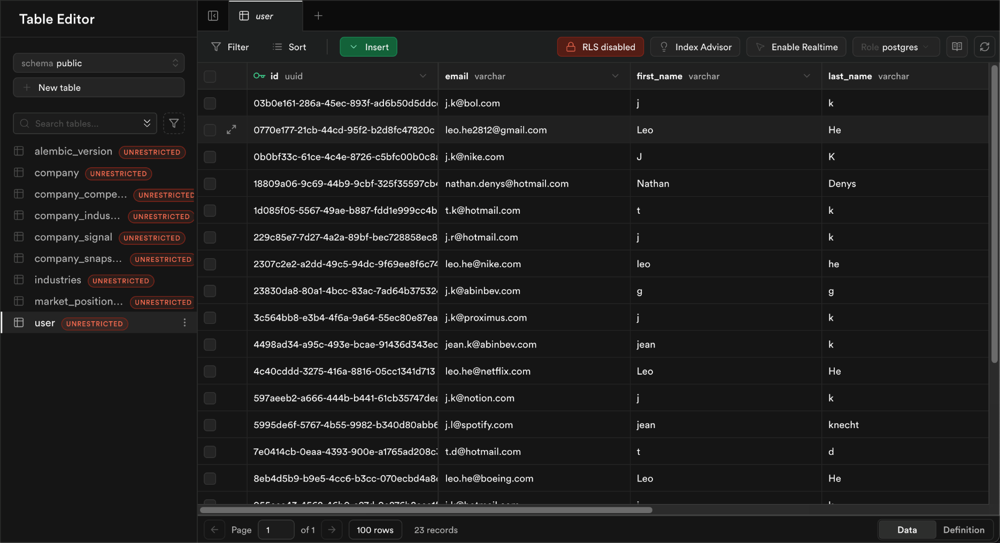 Table Editor
user
schema public
New table
Search tables...
alembic_version UNRESTRICTED
company UNRESTRICTED
company_compe... UNRESTRICTED
company_indus... UNRESTRICTED
company_signal UNRESTRICTED
company_snaps... UNRESTRICTED
industries UNRESTRICTED
market_position... UNRESTRICTED
user UNRESTRICTED
Filter Sort Insert RLS disabled Index Advisor Enable Realtime Role postgres
id uuid email varchar first_name varchar last_name varchar
03b0e161-286a-45ec-893f-ad6b50d5ddc j.k@bol.com j k
0770e177-21cb-44cd-95f2-b2d8fc47820c leo.he2812@gmail.com Leo He
0b0bf33c-61ce-4c4e-8726-c5bfc00b0c8 j.k@nike.com J K
18809a06-9c69-44b9-9cbf-325f35597cb4 nathan.denys@hotmail.com Nathan Denys
1d085f05-5567-49ae-b887-fdd1e999cc4b t.k@hotmail.com t k
229c85e7-7d27-4a2a-89bf-bec728858ec8 j.r@hotmail.com j k
2307c2e2-a2dd-49c5-94dc-9f69ee8f6c74 leo.he@nike.com leo he
23830da8-80a1-4bcc-83ac-7ad64b375324 j.k@abinbev.com g g
3c564bb8-e3b4-4f6a-9a64-55ec80e87ea j.k@proximus.com j k
4498ad34-a95c-493e-bcae-91436d343ec jean.k@abinbev.com jean k
4c40cddd-3275-416a-8816-05cc1341d713 leo.he@netflix.com Leo He
597aeeb2-a666-444b-b441-61cb35747de j.k@notion.com j k
5995de6f-5767-4b55-9982-b340d80abb6 j.l@spotify.com jean knecht
7e0414cb-0eaa-4393-900e-a1765ad208c t.d@hotmail.com t d
8eb4d5b9-b9e5-4cc6-b3cc-070ecbd4a8 leo.he@boeing.com Leo He
Page 1 of 1 100 rows 23 records
Data Definition